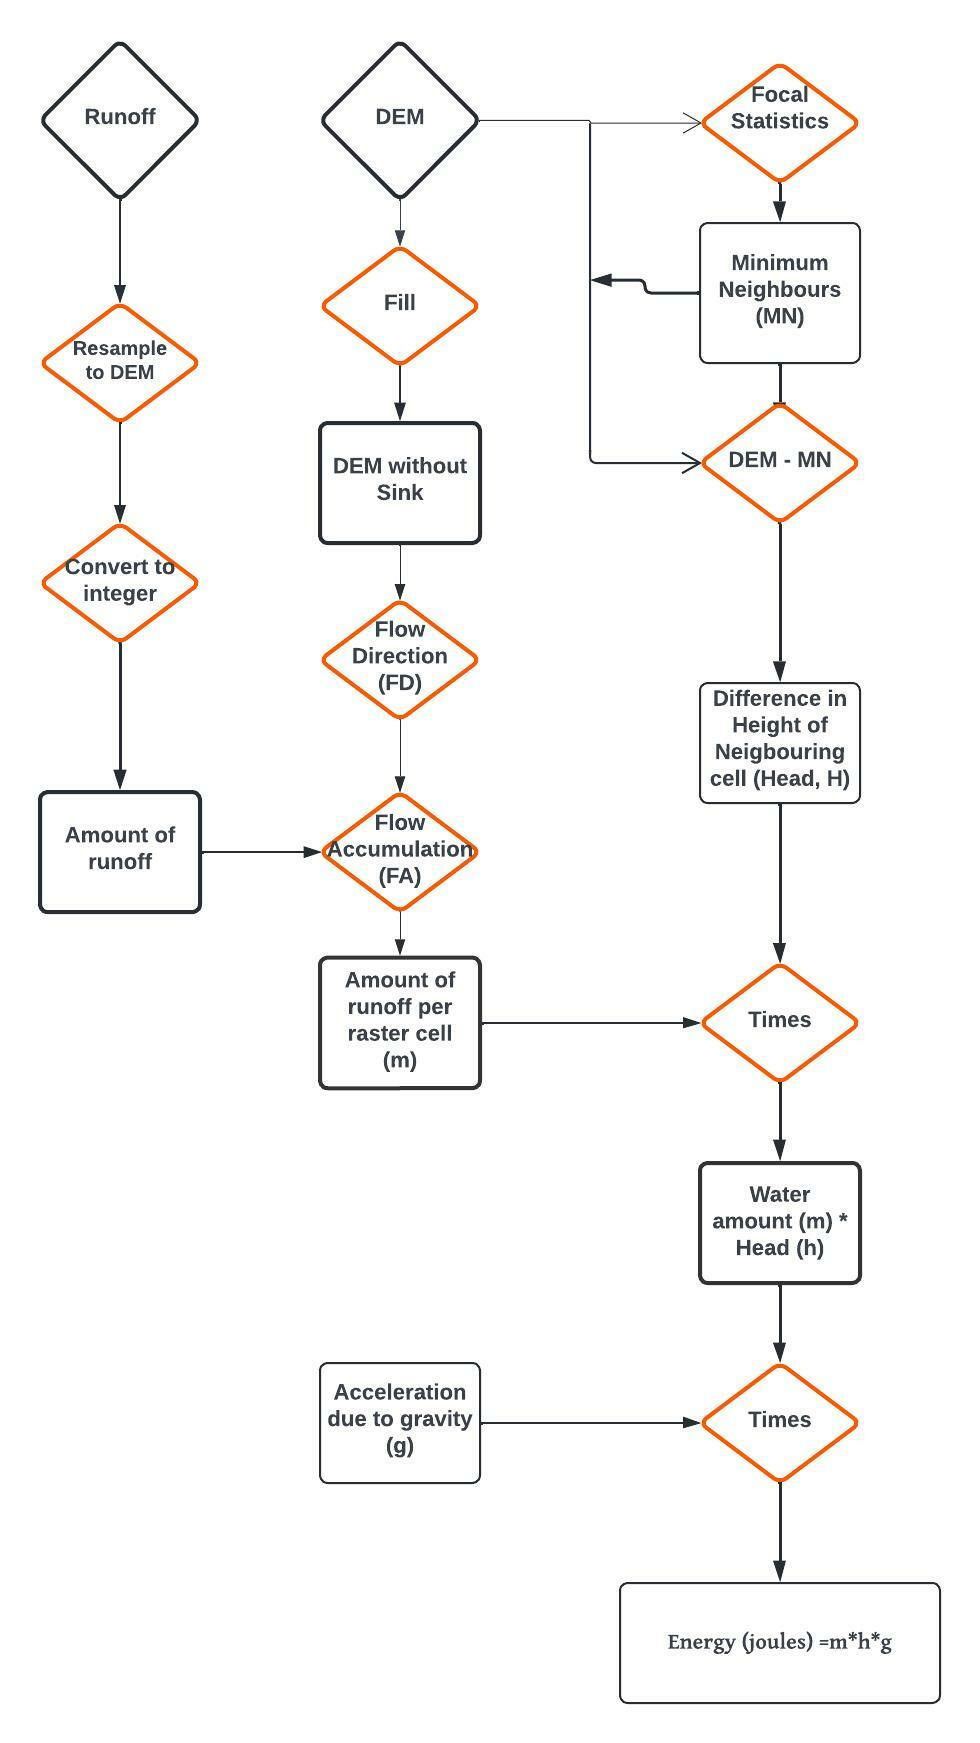 Runoff
DEM
Focal
Statistics
Minimum
Neighbours
(MN)
Fill
Resample
to DEM
DEM without
Sink
DEM - MN
Convert to
integer
Flow
Direction
(FD)
Difference in
Height of
Neigbouring
cell (Head, H)
Amount of
runoff
Flow
Accumulation
(FA)
Amount of
runoff per
raster cell
(m)
Times
Water
amount (m) *
Head (h)
Acceleration
due to gravity
(g)
Times
Energy (joules) =m*h*g